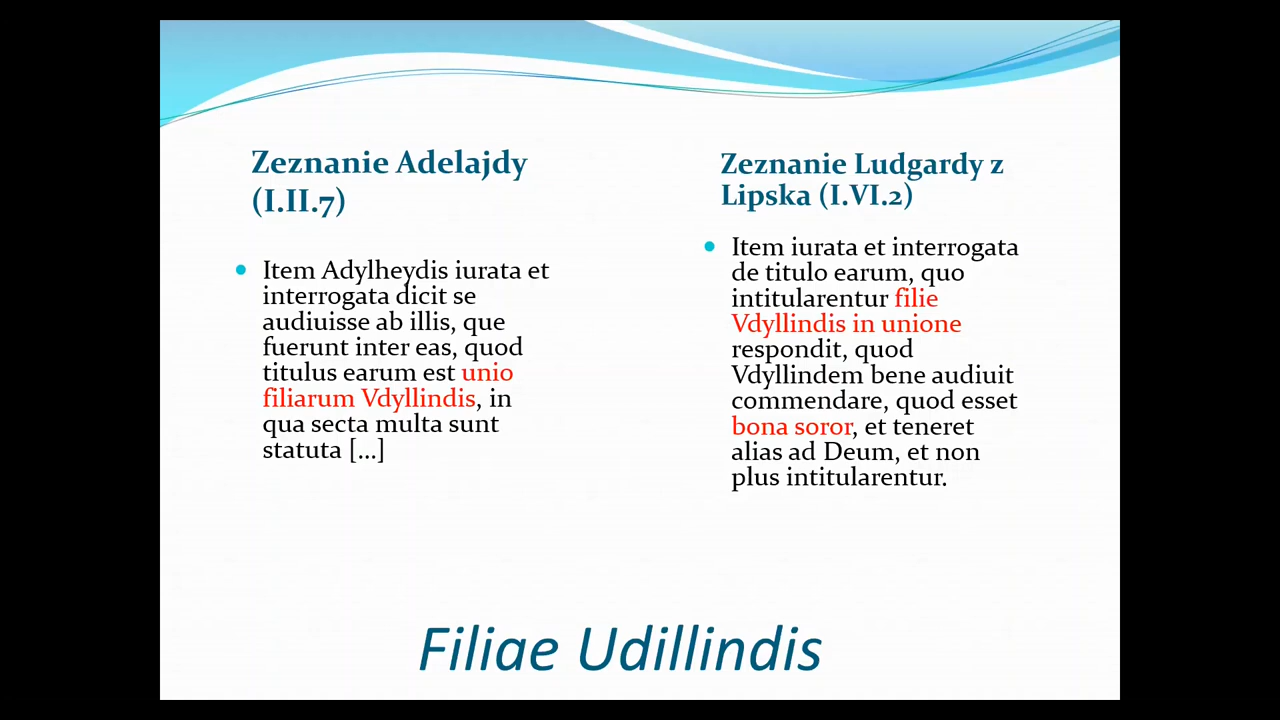 Zeznanie Adelajdy
(I.II.7)
Item Adylheydis iurata et
interrogata dicit se
audiuisse ab illis, que
fuerunt inter eas, quod
titulus earum est unio
filiarum Vdyllindis, in
qua secta multa sunt
statuta [...]
Zeznanie Ludgardy z
Lipska (I.VI.2)
Item iurata et interrogata
de titulo earum, quo
intitularentur filie
Vdyllindis in unione
respondit, quod
Vdyllindem bene audiuit
commendare, quod esset
bona soror, et teneret
alias ad Deum, et non
plus intitularentur.
Filiae Udillindis